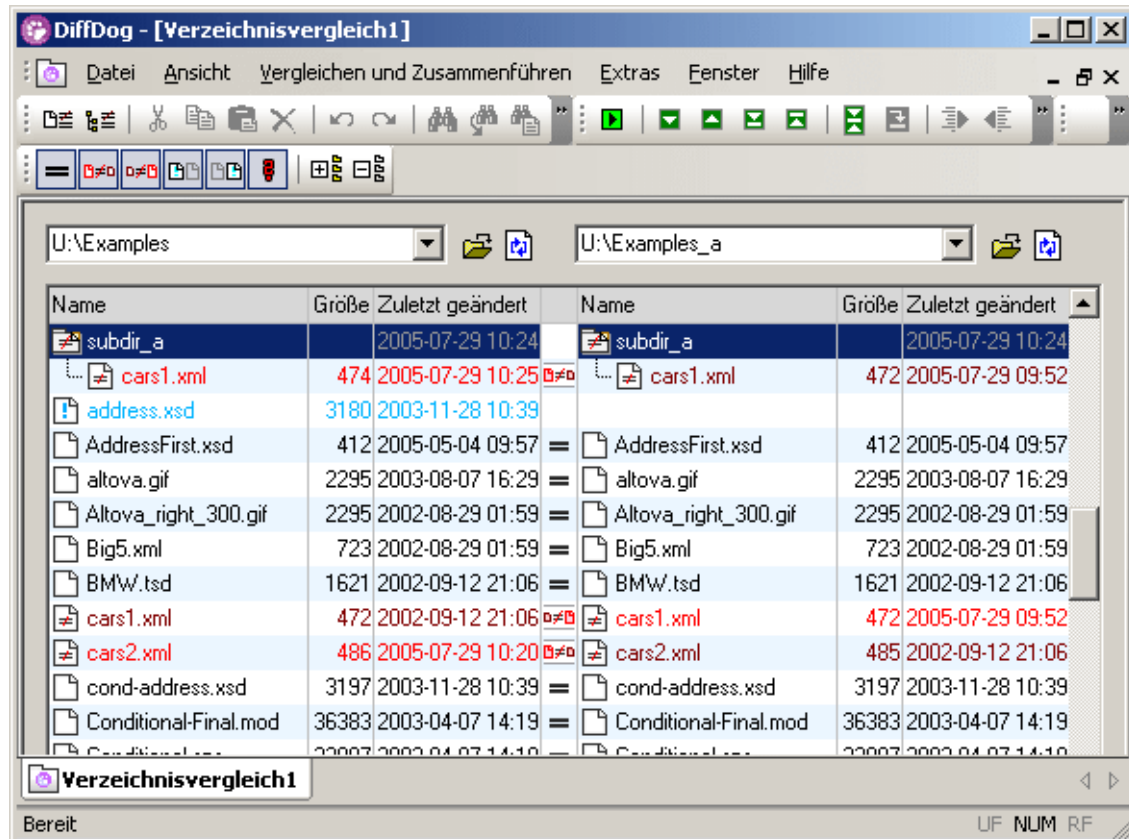 DiffDog - [Verzeichnisvergleich1]
Datei Ansicht Vergleichen und Zusammenführen Extras Fenster Hilfe
U:\Examples U:\Examples_a
Name Größe Zuletzt geändert Name Größe Zuletzt geändert
subdir_a 2005-07-29 10:24 subdir_a 2005-07-29 10:24
cars1.xml 474 2005-07-29 10:25 cars1.xml 472 2005-07-29 09:52
address.xsd 3180 2003-11-28 10:39
AddressFirst.xsd 412 2005-05-04 09:57 = AddressFirst.xsd 412 2005-05-04 09:57
altova.gif 2295 2003-08-07 16:29 = altova.gif 2295 2003-08-07 16:29
Altova_right_300.gif 2295 2002-08-29 01:59 = Altova_right_300.gif 2295 2002-08-29 01:59
Big5.xml 723 2002-08-29 01:59 = Big5.xml 723 2002-08-29 01:59
BMW.tsd 1621 2002-09-12 21:06 = BMW.tsd 1621 2002-09-12 21:06
cars1.xml 472 2002-09-12 21:06 cars1.xml 472 2005-07-29 09:52
cars2.xml 486 2005-07-29 10:20 cars2.xml 485 2002-09-12 21:06
cond-address.xsd 3197 2003-11-28 10:39 = cond-address.xsd 3197 2003-11-28 10:39
Conditional-Final.mod 36383 2003-04-07 14:19 = Conditional-Final.mod 36383 2003-04-07 14:19
Verzeichnisvergleich1
Bereit UF NUM RF